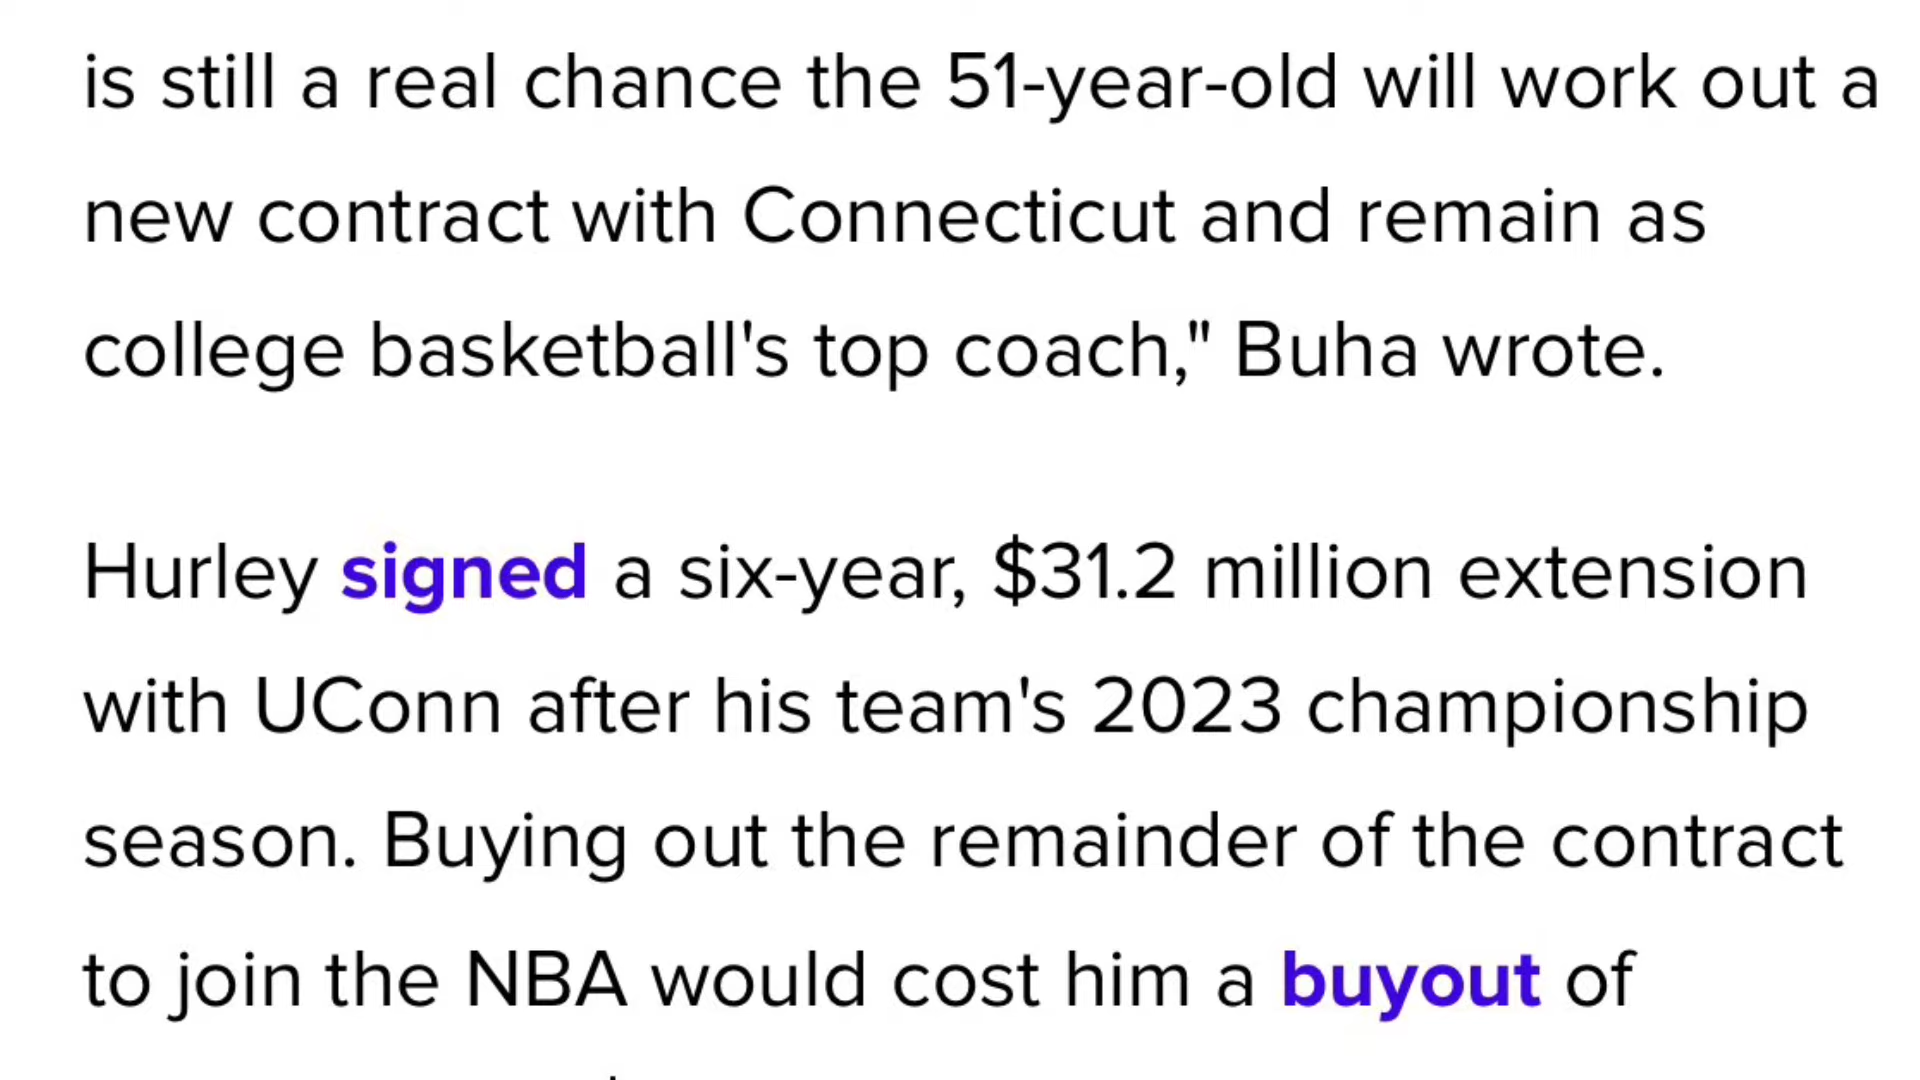 is still a real chance the 51-year-old will work out a
new contract with Connecticut and remain as
college basketball's top coach," Buha wrote.
Hurley signed a six-year, $31.2 million extension
with UConn after his team's 2023 championship
season. Buying out the remainder of the contract
to join the NBA would cost him a buyout of